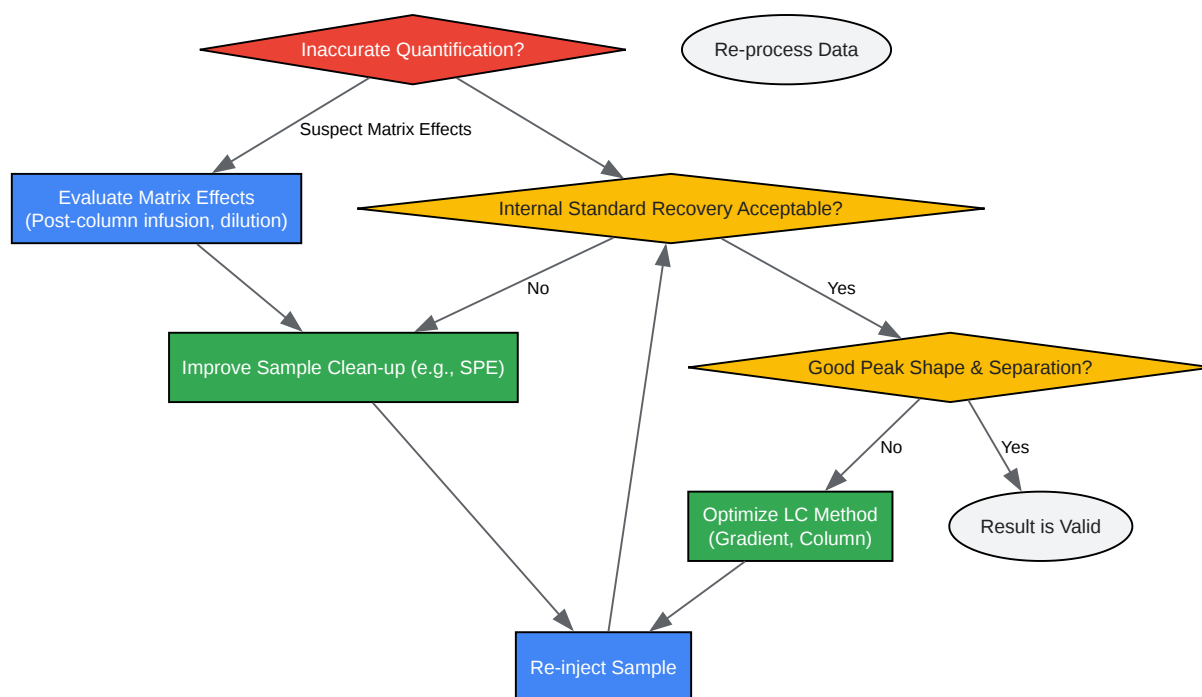 Inaccurate Quantification?
Re-process Data
Suspect Matrix Effects
Evaluate Matrix Effects
(Post-column infusion, dilution)
Internal Standard Recovery Acceptable?
No
Yes
Improve Sample Clean-up (e.g., SPE)
Good Peak Shape & Separation?
No
Yes
Optimize LC Method
(Gradient, Column)
Result is Valid
Re-inject Sample